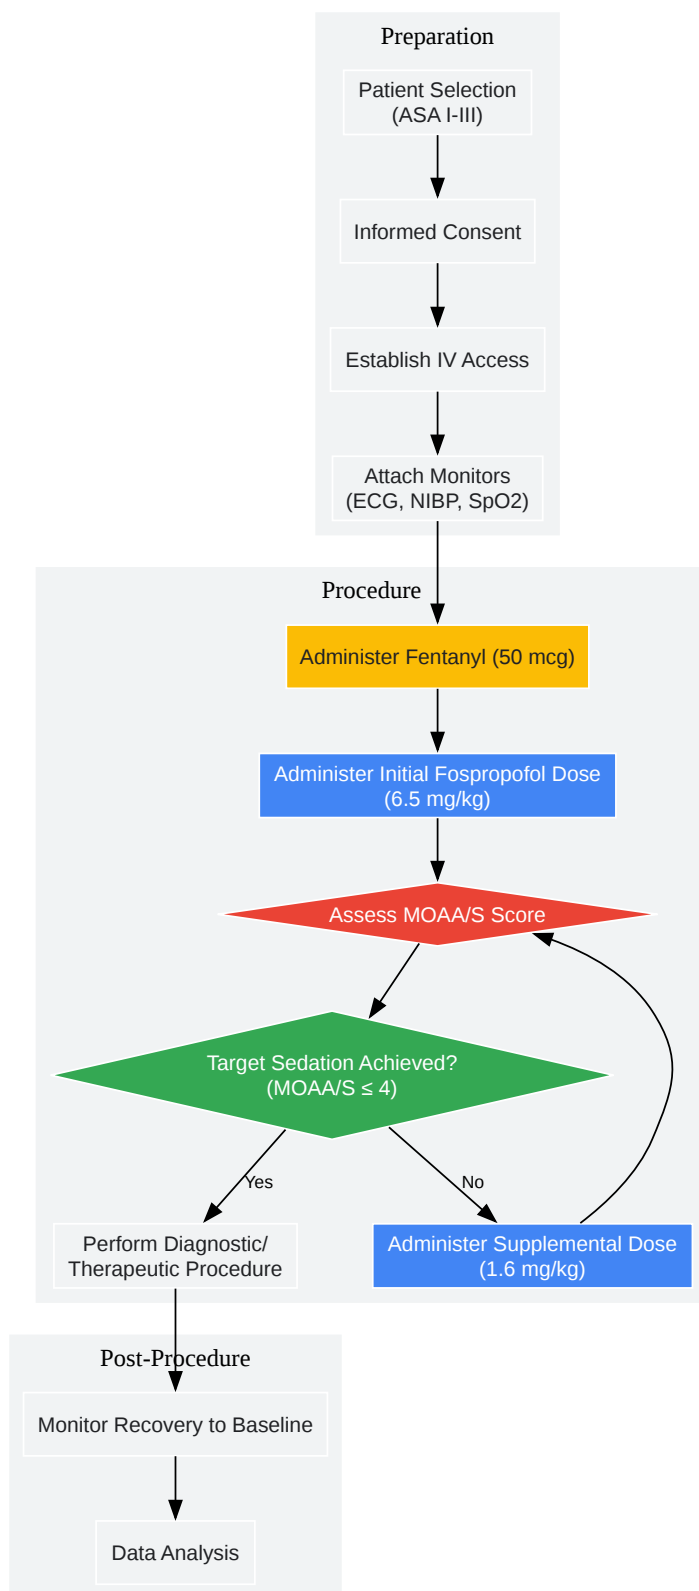 Preparation
Patient Selection
(ASA I-III)
Informed Consent
Establish IV Access
Attach Monitors
(ECG, NIBP, SpO2)
Procedure
Administer Fentanyl (50 mcg)
Administer Initial Fospropofol Dose
(6.5 mg/kg)
Assess MOAA/S Score
Target Sedation Achieved?
(MOAA/S ≤ 4)
Yes
No
Perform Diagnostic/
Therapeutic Procedure
Administer Supplemental Dose
(1.6 mg/kg)
Post-Procedure
Monitor Recovery to Baseline
Data Analysis